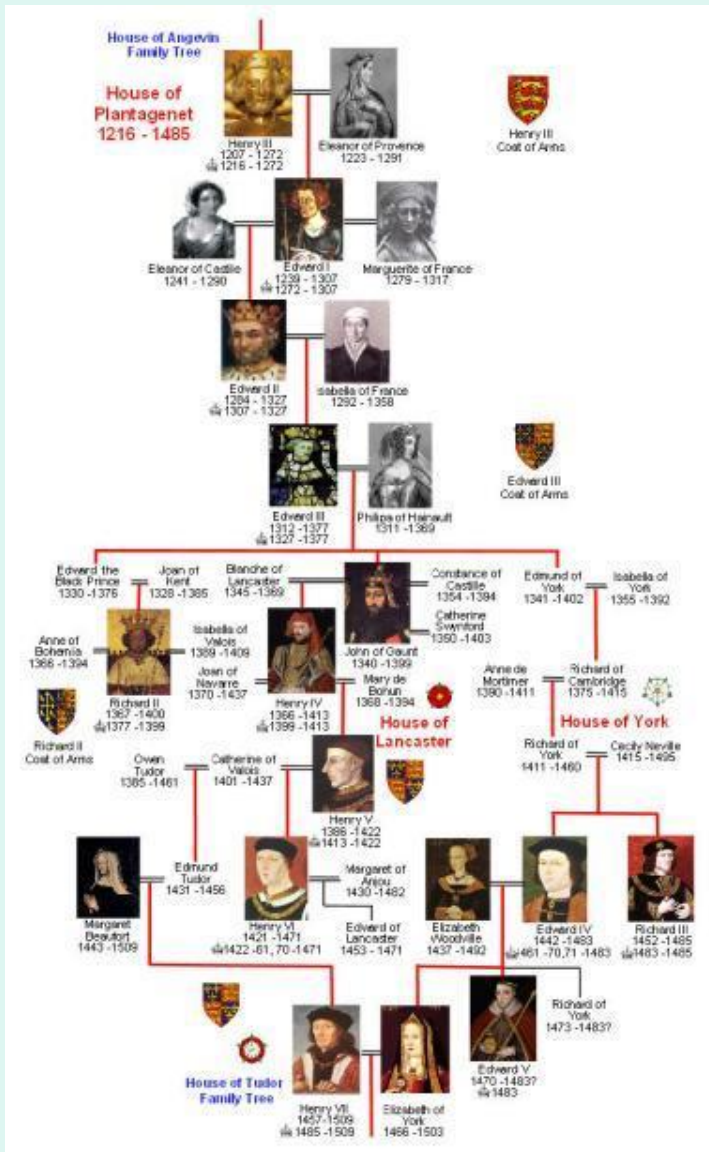 House of Angevin
Family Tree
House of
Plantagenet
1216 - 1485
Henry III
1207 - 1272
1216 - 1272
Eleanor of Provence
1223 - 1291
Henry III
Coat of Arms
Eleanor of Castile
1241 - 1290
Edward I
1239 - 1307
1272 - 1307
Marguerite of France
1279 - 1317
Edward II
1284 - 1327
1307 - 1327
Isabella of France
1292 - 1358
Edward III
1312 -1377
1327 -1377
Philipa of Hainault
1311 -1369
Edward III
Coat of Arms
Edward the
Black Prince
1330 -1376
Joan of
Kent
1328 -1385
Blanche of
Lancaster
1345 -1369
John of Gaunt
1340 -1399
Constance of
Castille
1354 -1394
Catherine
Swynford
1350 -1403
Edmund of
York
1341 -1402
Isabella of
York
1355 -1392
Anne of
Bohemia
1366 -1394
Richard II
1367 -1400
1377 -1399
Isabella of
Valois
1389 -1409
Richard II
Coat of Arms
Joan of
Navarre
1370 -1437
Henry IV
1366 -1413
1399 -1413
Mary de
Bohun
1368 -1394
House of
Lancaster
Anne de
Mortimer
1390 -1411
Richard of
Cambridge
1375 -1415
House of York
Owen
Tudor
1385 -1461
Catherine of
Valois
1401 -1437
Henry V
1386 -1422
1413 -1422
Richard of
York
1411 -1460
Cecily Neville
1415 -1495
Margaret
Beaufort
1443 -1509
Edmund
Tudor
1431 -1456
Henry VI
1421 -1471
1422 -61, 70 -1471
Margaret of
Anjou
1430 -1482
Edward of
Lancaster
1453 - 1471
Elizabeth
Woodville
1437 -1492
Edward IV
1442 -1483
1461 -70,71 -1483
Richard III
1452 -1485
1483 -1485
Richard of
York
1473 -1483?
Edward V
1470 -1483?
1483
House of Tudor
Family Tree
Henry VII
1457-1509
1485 -1509
Elizabeth of
York
1466 -1503